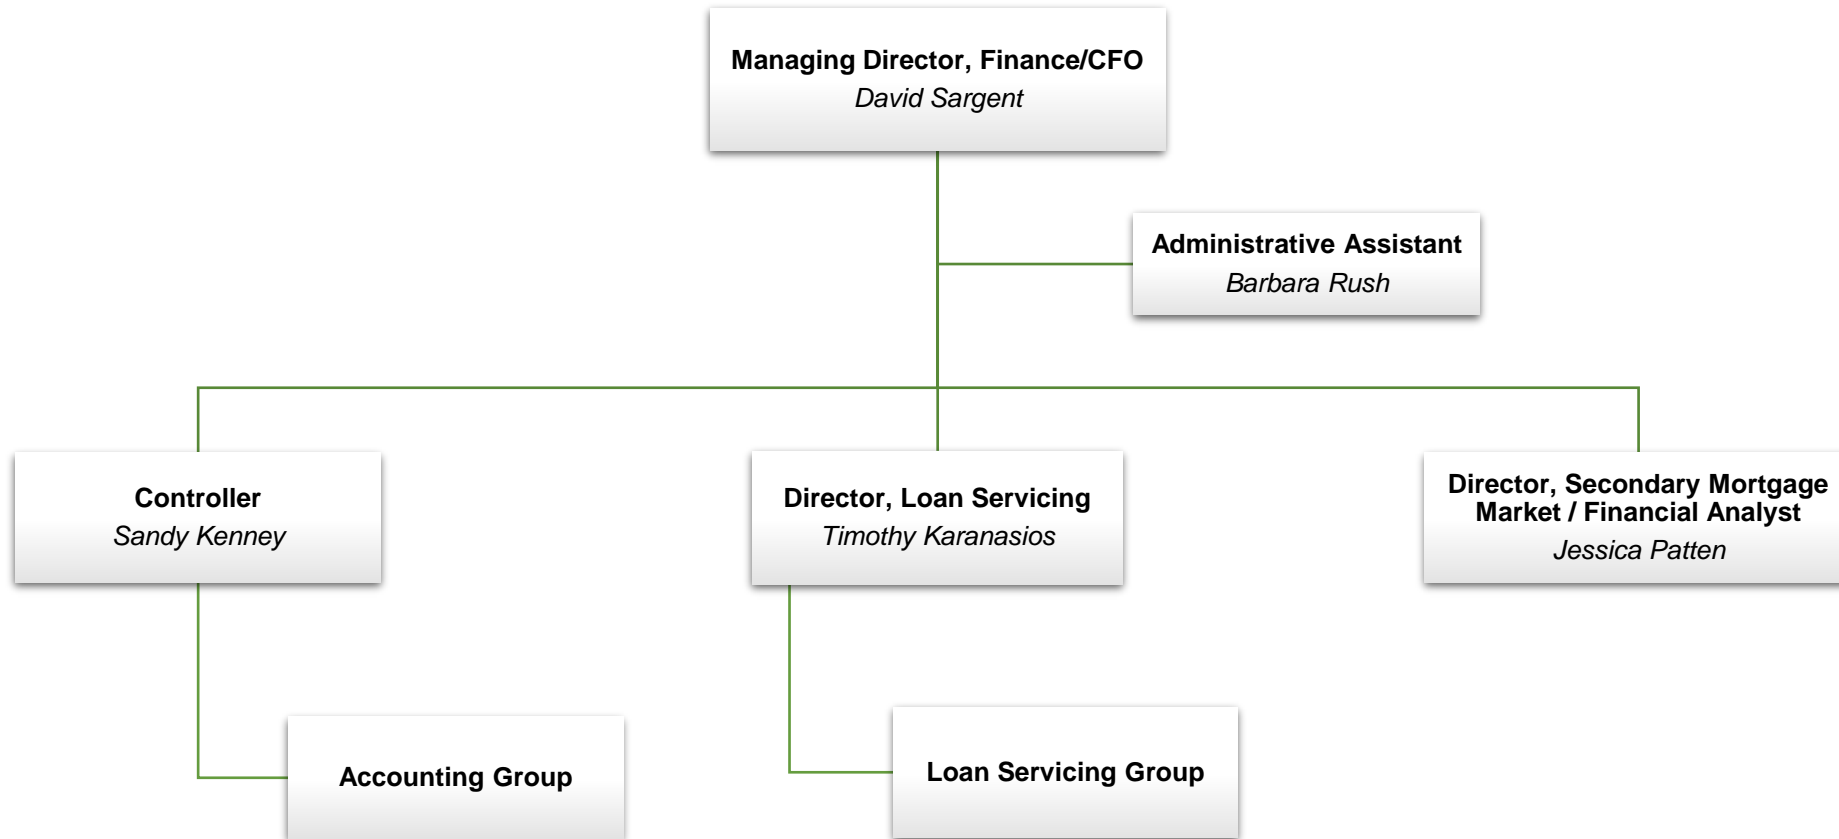 Managing Director, Finance/CFO
David Sargent
Administrative Assistant
Barbara Rush
Controller
Sandy Kenney
Director, Loan Servicing
Timothy Karanasios
Director, Secondary Mortgage
Market / Financial Analyst
Jessica Patten
Accounting Group
Loan Servicing Group